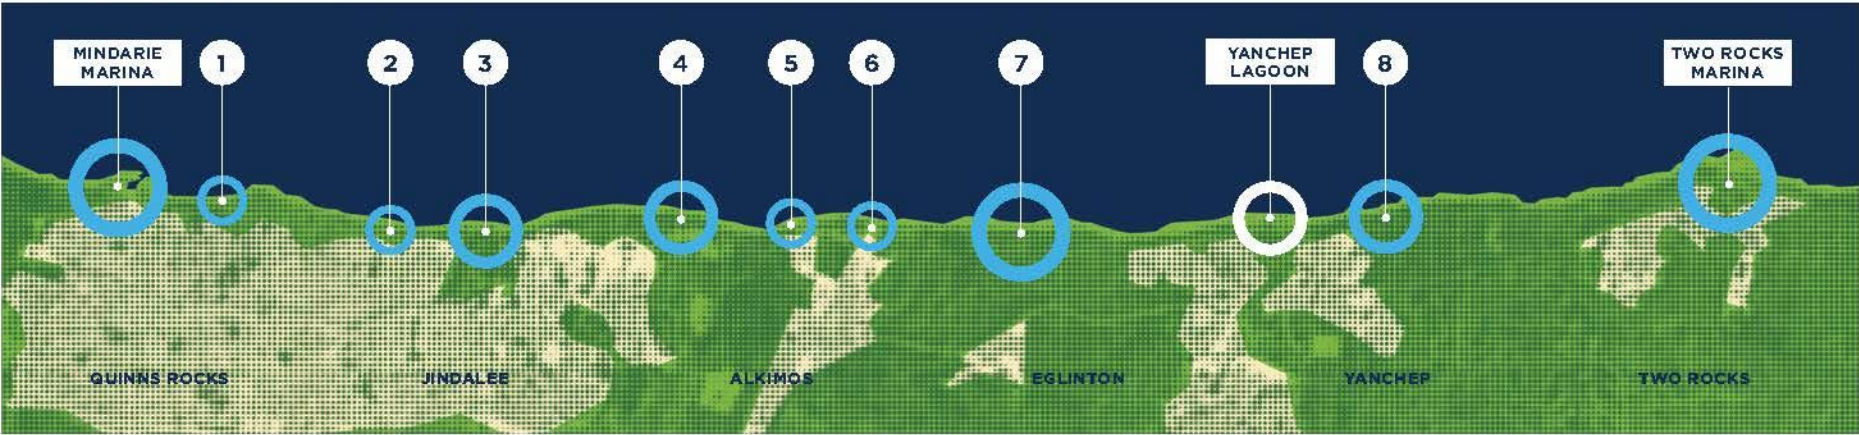 MINDARIE
MARINA
1
2
3
4
5
6
7
YANCHEP
LAGOON
8
TWO ROCKS
MARINA
QUINNS ROCKS
JINDALEE
ALKIMOS
EGLINTON
YANCHEP
TWO ROCKS